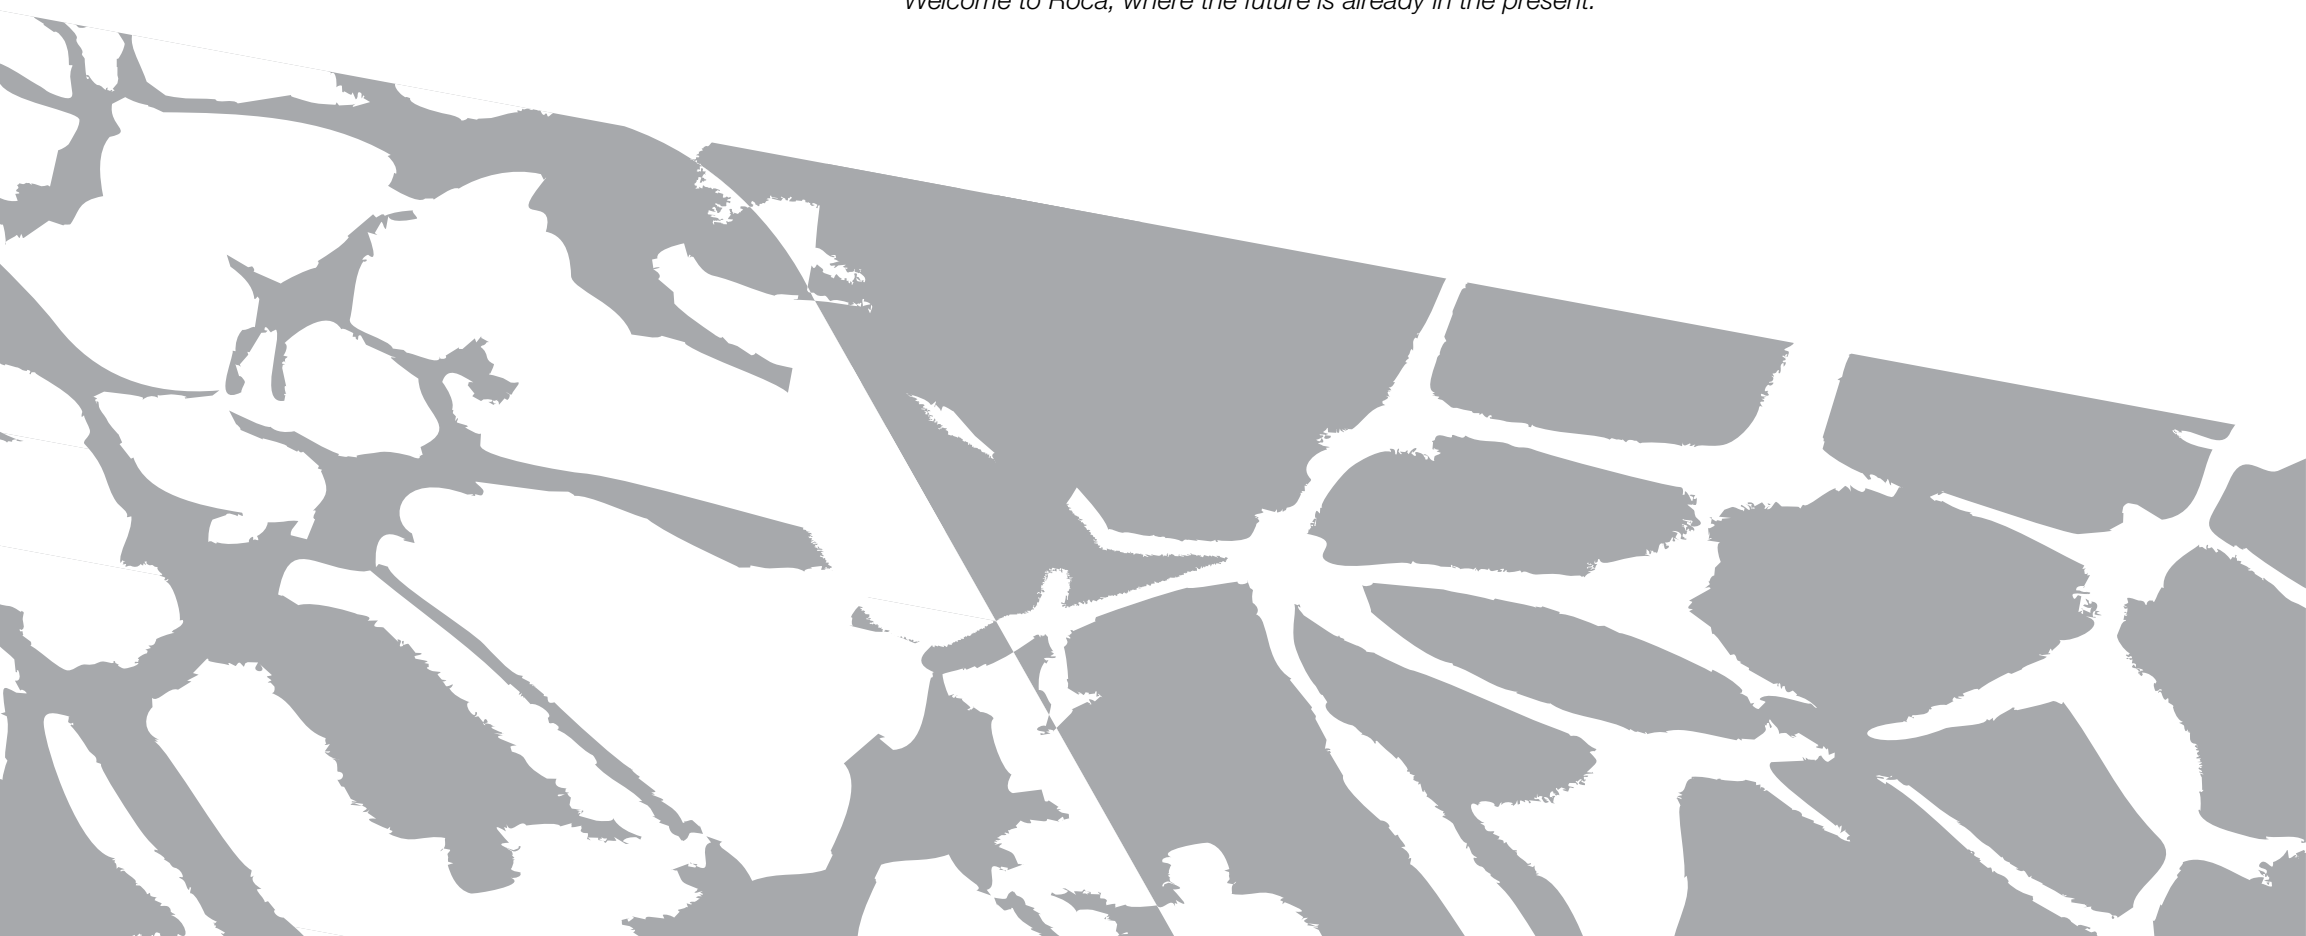 Welcome to Roca, where the future is already in the present.